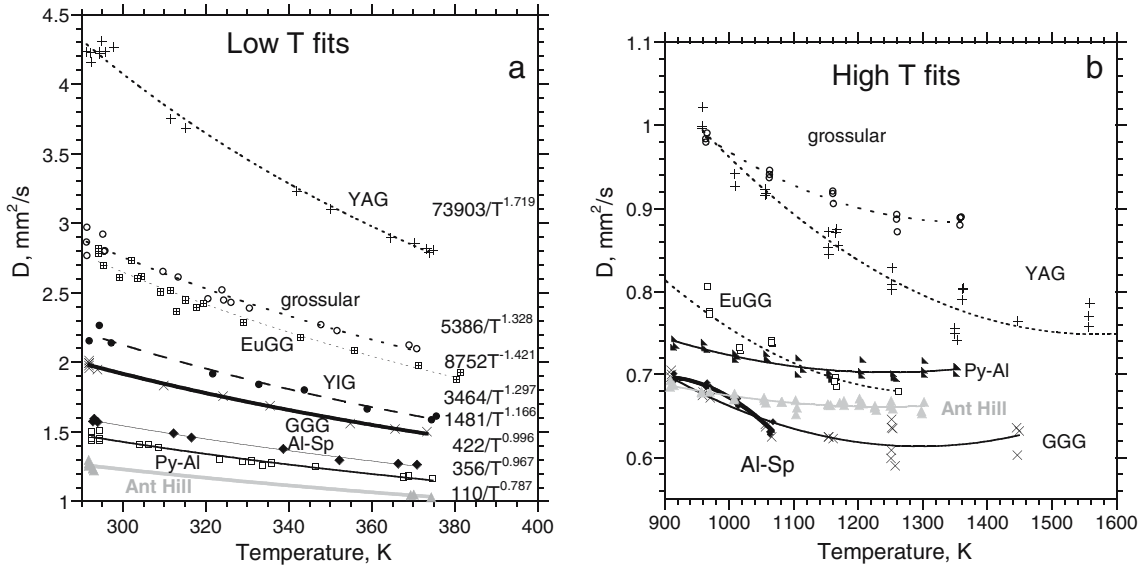 Low T fits
a
4.5
4
3.5
3
2.5
2
1.5
1
D, mm²/s
YAG
73903/T^1.719
grossular
5386/T^1.328
EuGG
8752T^-1.421
YIG
3464/T^1.297
GGG
1481/T^1.166
Al-Sp
422/T^0.996
Py-Al
356/T^0.967
Ant Hill
110/T^0.787
300 320 340 360 380 400
Temperature, K
High T fits
b
1.1
1
0.9
0.8
0.7
0.6
D, mm²/s
grossular
YAG
EuGG
Py-Al
Ant Hill
GGG
Al-Sp
900 1000 1100 1200 1300 1400 1500 1600
Temperature, K